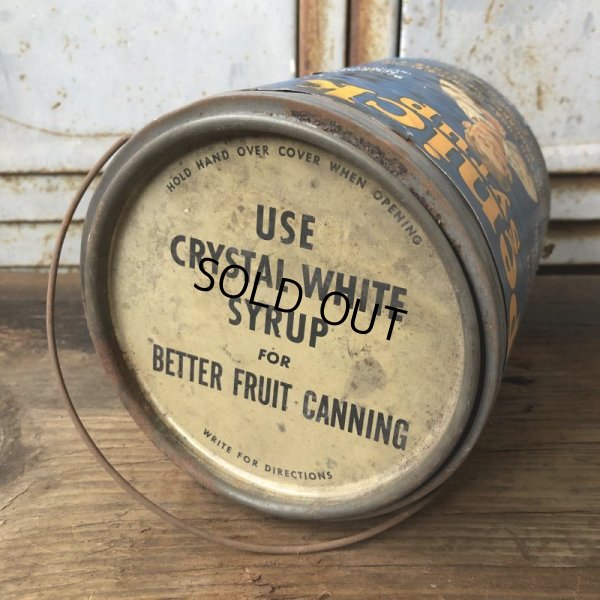 HOLD HAND OVER COVER WHEN OPENING
USE
CRYSTAL WHITE
SYRUP
FOR
BETTER FRUIT CANNING
WRITE FOR DIRECTIONS
SOLD OUT